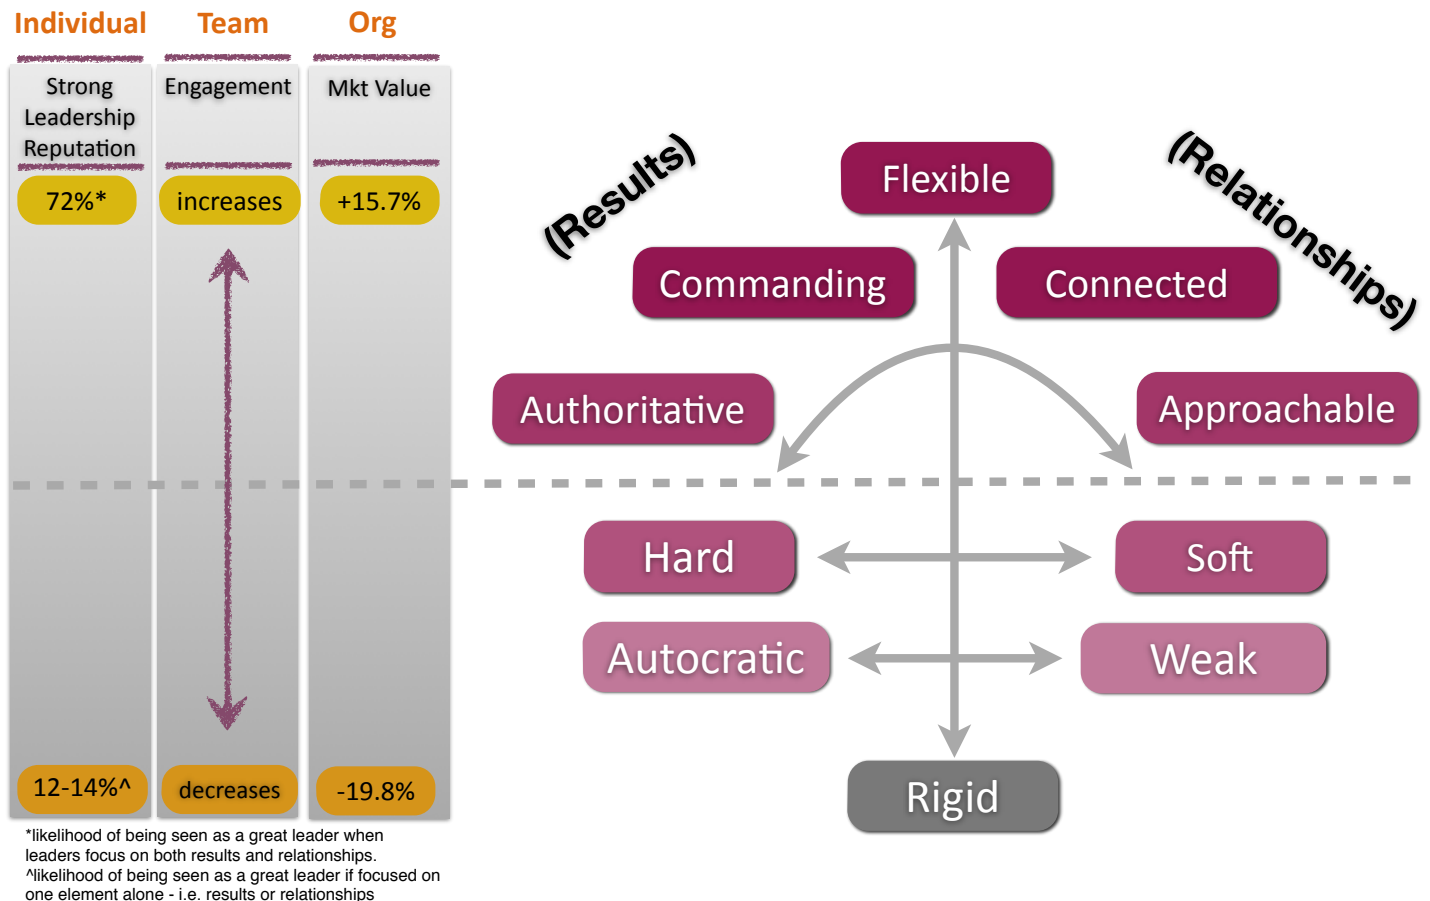 Individual
Team
Org
Strong
Leadership
Reputation
Engagement
Mkt Value
72%*
increases
+15.7%
12-14%^
decreases
-19.8%
*likelihood of being seen as a great leader when
leaders focus on both results and relationships.
^likelihood of being seen as a great leader if focused on
one element alone - i.e. results or relationships
(Results)
(Relationships)
Flexible
Commanding
Connected
Authoritative
Approachable
Hard
Soft
Autocratic
Weak
Rigid